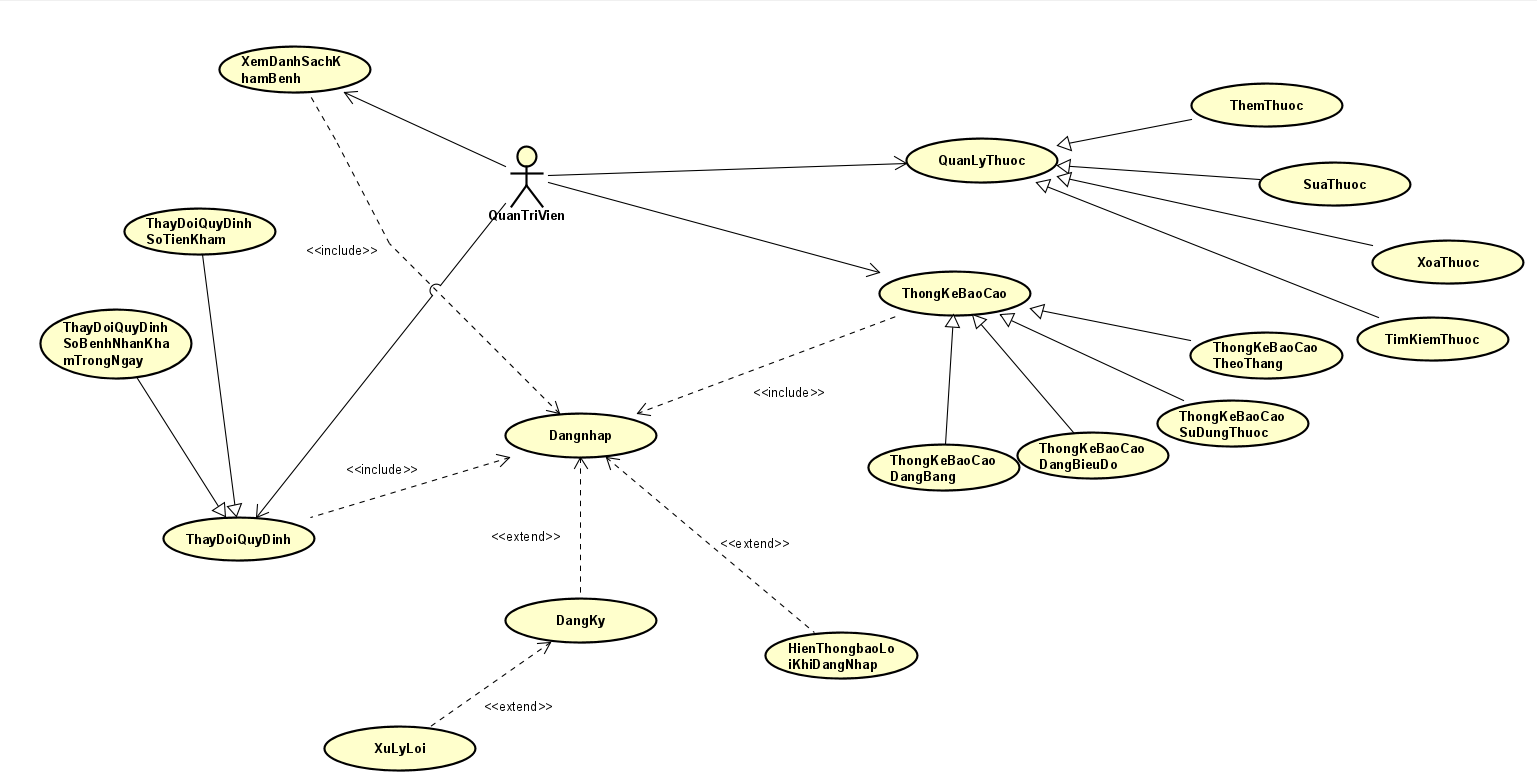 XemDanhSachK
hamBenh
ThemThuoc
QuanLyThuoc
SuaThuoc
QuanTriVien
ThayDoiQuyDinh
SoTienKham
<<include>>
XoaThuoc
ThongKeBaoCao
ThayDoiQuyDinh
SoBenhNhanKha
mTrongNgay
TimKiemThuoc
ThongKeBaoCao
TheoThang
<<include>>
ThongKeBaoCao
SuDungThuoc
Dangnhap
ThongKeBaoCao
DangBieuDo
ThongKeBaoCao
DangBang
<<include>>
ThayDoiQuyDinh
<<extend>>
<<extend>>
DangKy
HienThongbaoLo
iKhiDangNhap
<<extend>>
XuLyLoi